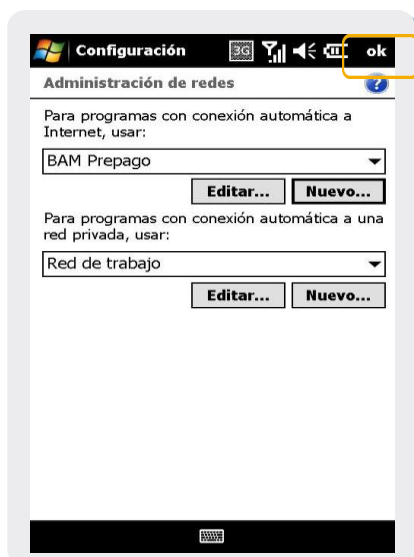 Configuración 3G ok
Administración de redes ?
Para programas con conexión automática a
Internet, usar:
BAM Prepago
Editar... Nuevo...
Para programas con conexión automática a una
red privada, usar:
Red de trabajo
Editar... Nuevo...